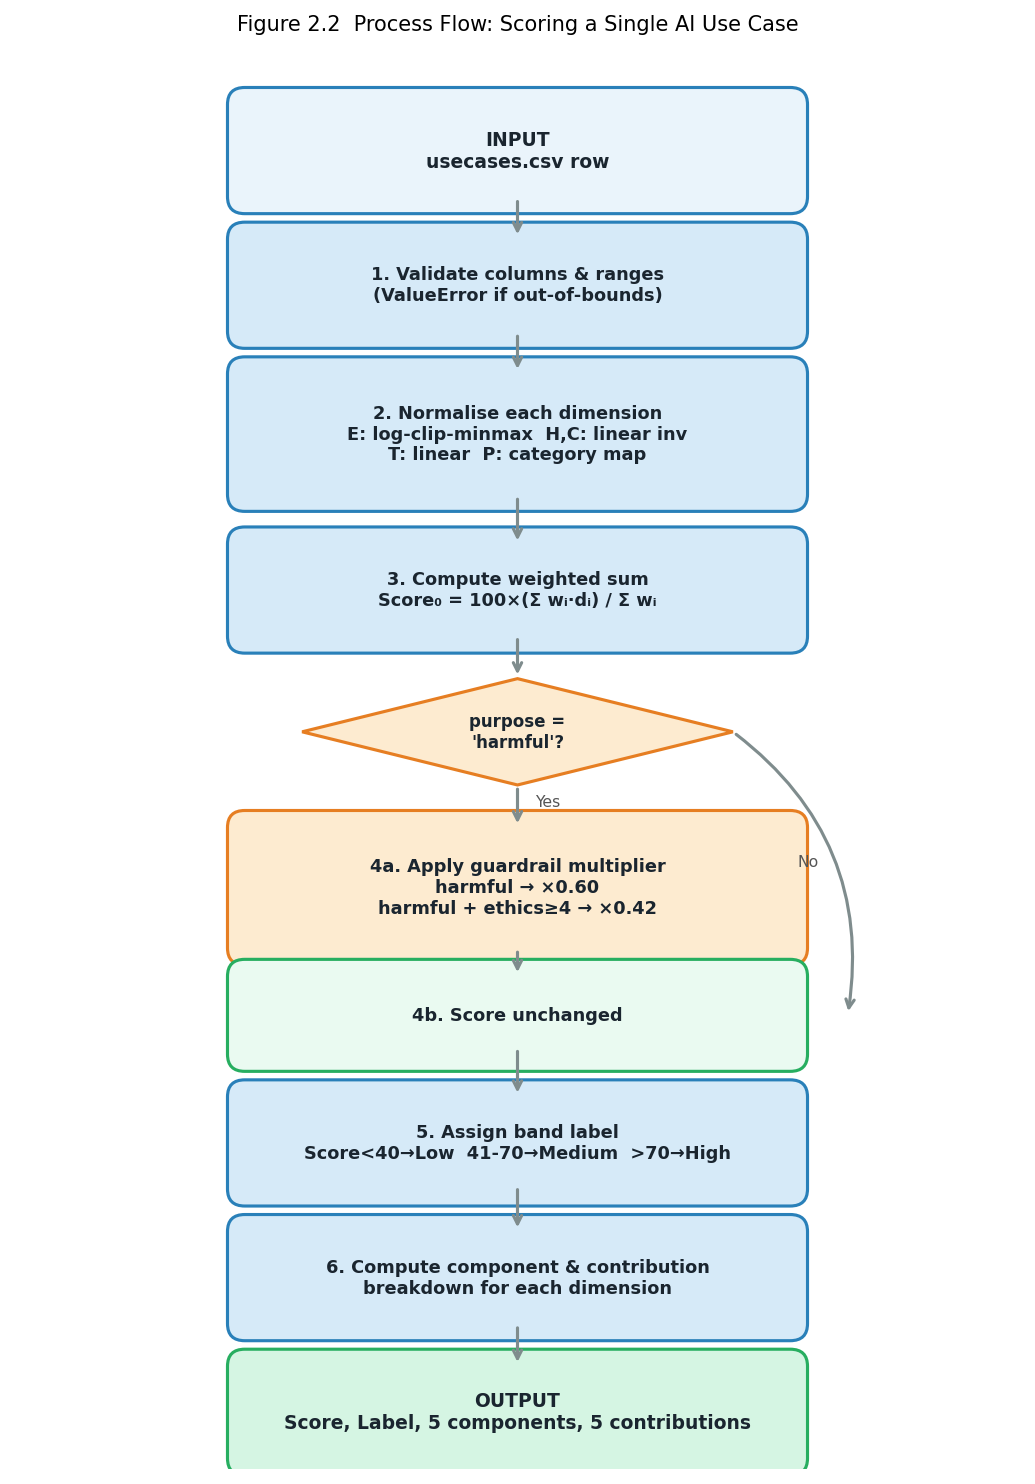 Figure 2.2  Process Flow: Scoring a Single AI Use Case
INPUT
usecases.csv row
1. Validate columns & ranges
(ValueError if out-of-bounds)
2. Normalise each dimension
E: log-clip-minmax  H,C: linear inv
T: linear  P: category map
3. Compute weighted sum
Score₀ = 100×(Σ wᵢ·dᵢ) / Σ wᵢ
purpose =
'harmful'?
Yes
No
4a. Apply guardrail multiplier
harmful → ×0.60
harmful + ethics≥4 → ×0.42
4b. Score unchanged
5. Assign band label
Score<40→Low  41-70→Medium  >70→High
6. Compute component & contribution
breakdown for each dimension
OUTPUT
Score, Label, 5 components, 5 contributions